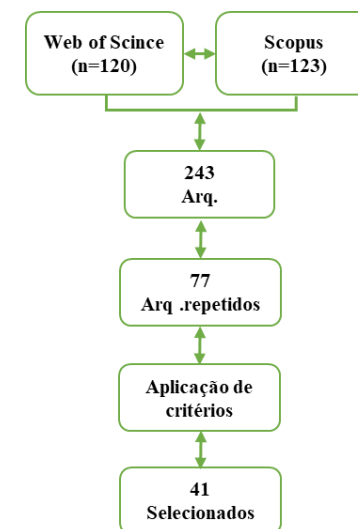 Web of Scince
(n=120)
Scopus
(n=123)
243
Arq.
77
Arq .repetidos
Aplicação de
critérios
41
Selecionados